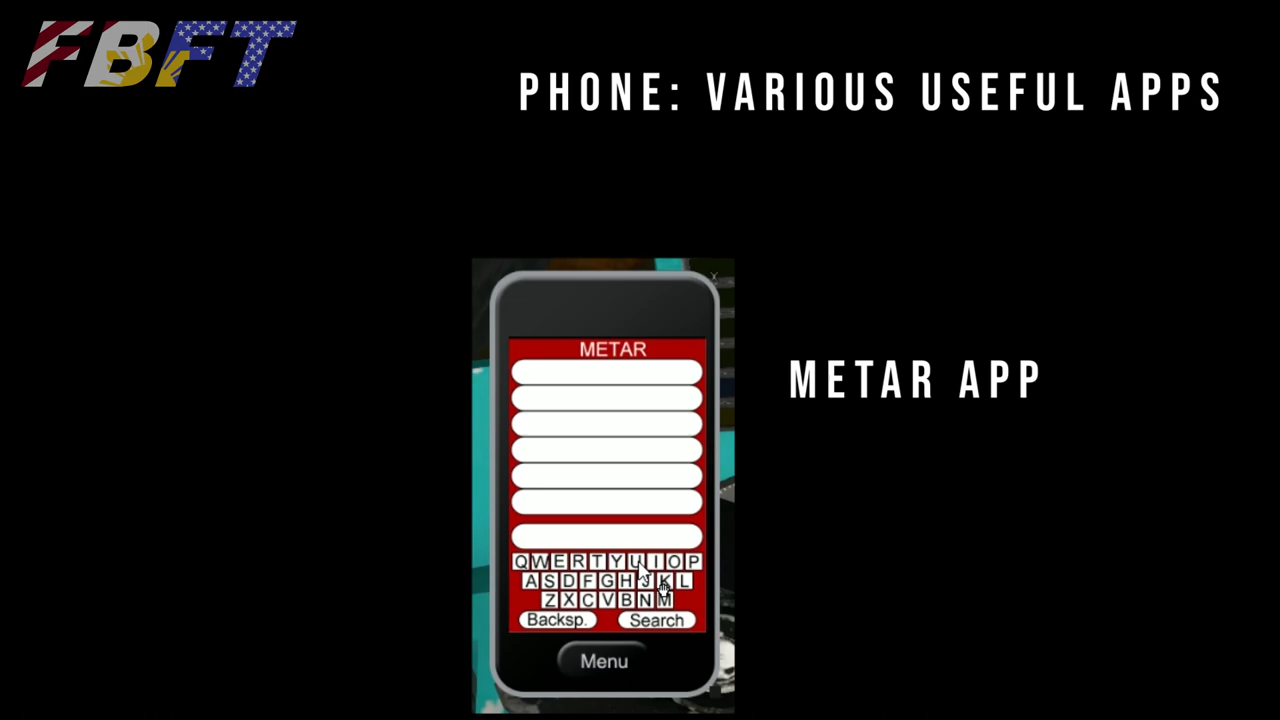 FBFT
PHONE: VARIOUS USEFUL APPS
X
METAR
METAR APP
QWERTYUIOP
ASDFGHJKL
ZXCVBNM
Backsp. Search
Menu